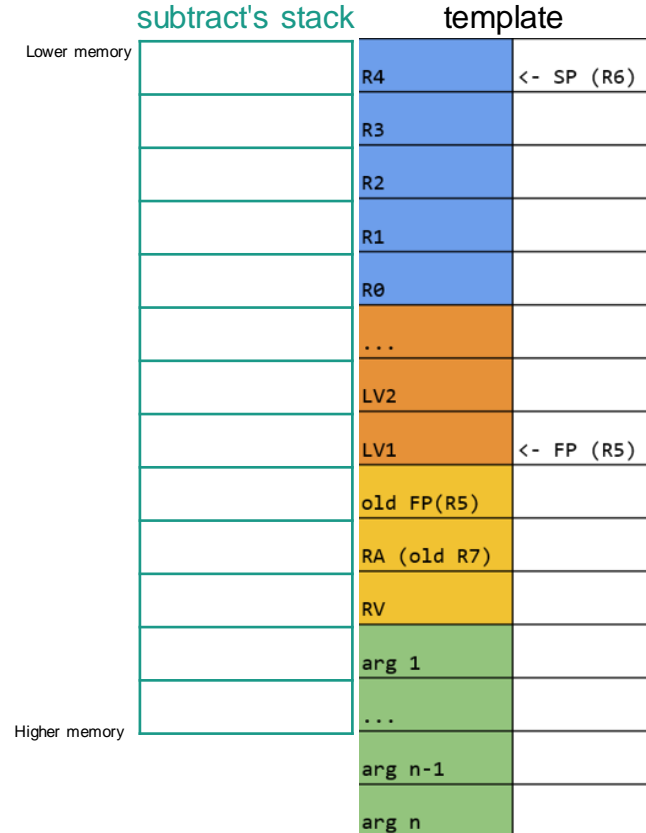 subtract's stack template
Lower memory
R4 <- SP (R6)
R3
R2
R1
R0
...
LV2
LV1 <- FP (R5)
old FP(R5)
RA (old R7)
RV
arg 1
...
Higher memory
arg n-1
arg n